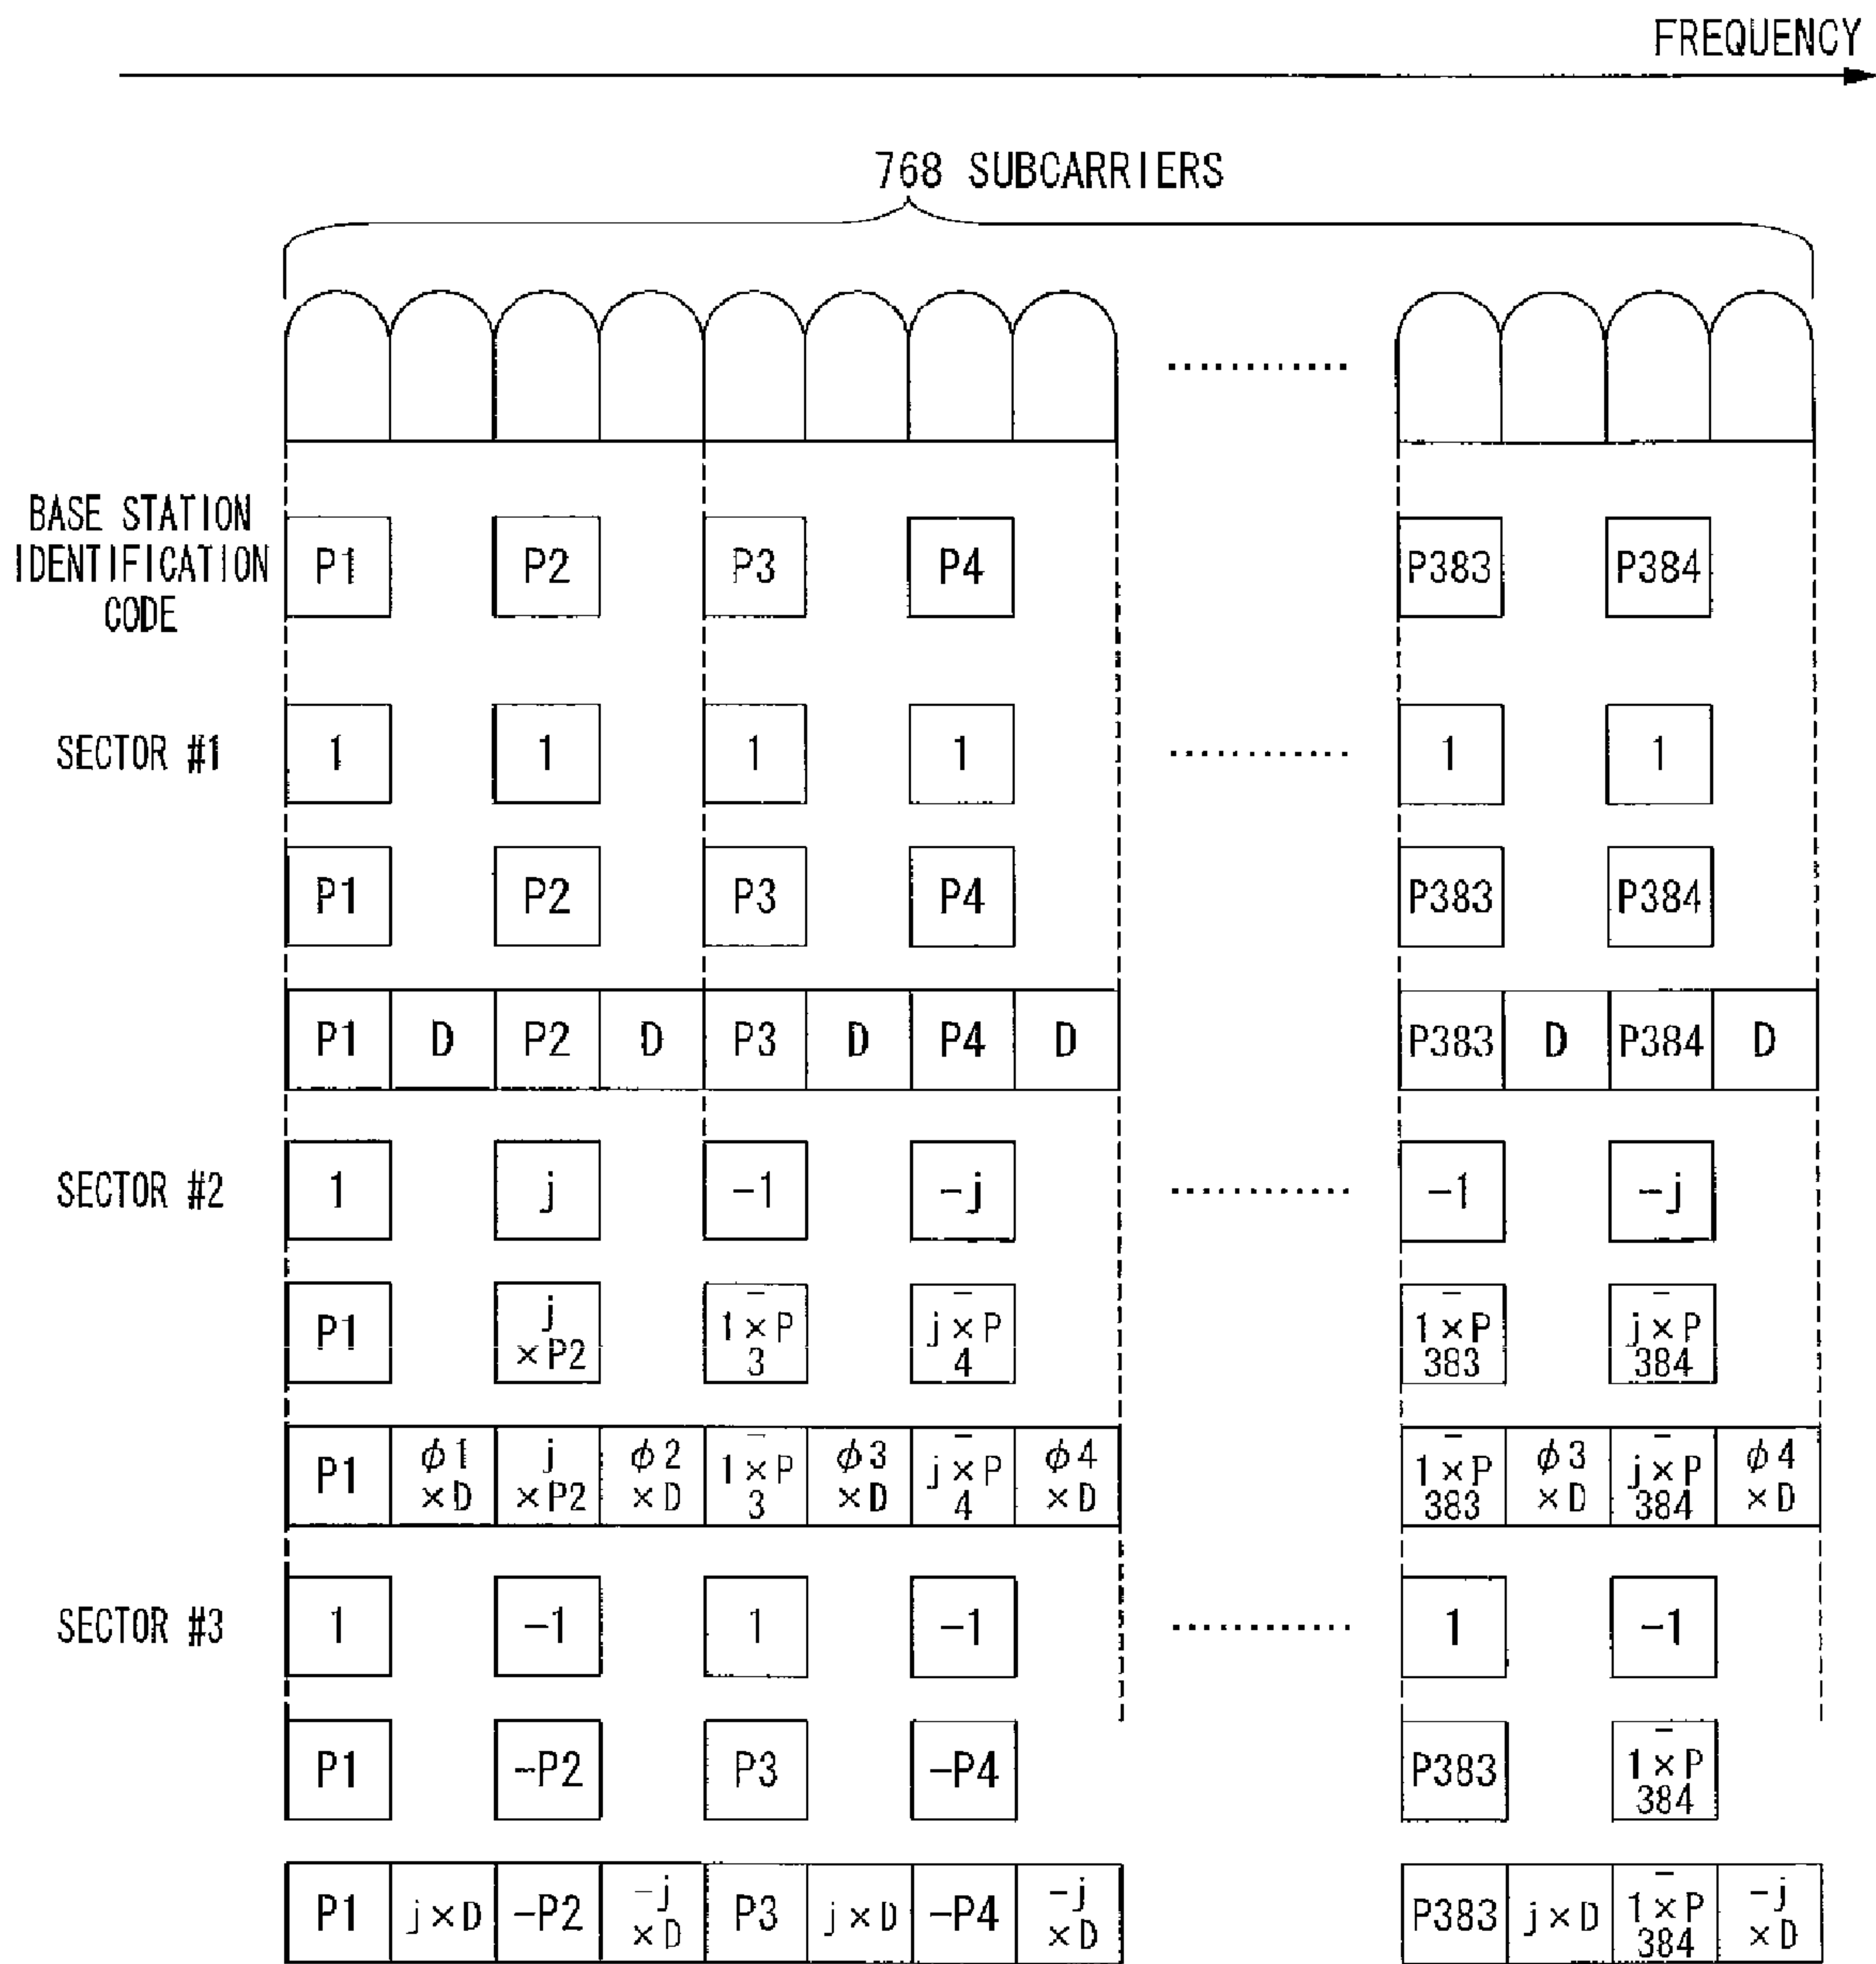 FREQUENCY
768 SUBCARRIERS
............
BASE STATION
IDENTIFICATION
CODE
P1 P2 P3 P4 P383 P384
SECTOR #1 1 1 1 1 ............ 1 1
P1 P2 P3 P4 P383 P384
P1 D P2 D P3 D P4 D P383 D P384 D
SECTOR #2 1 j -1 -j ............ -1 -j
P1 j ×P2 - 1×P 3 - j×P 4 - 1×P 383 - j×P 384
P1 φ1 ×D j ×P2 φ2 ×D - 1×P 3 φ3 ×D - j×P 4 φ4 ×D - 1×P 383 φ3 ×D - j×P 384 φ4 ×D
SECTOR #3 1 -1 1 -1 ............ 1 -1
P1 -P2 P3 -P4 P383 - 1×P 384
P1 j×D -P2 -j ×D P3 j×D -P4 -j ×D P383 j×D - 1×P 384 -j ×D